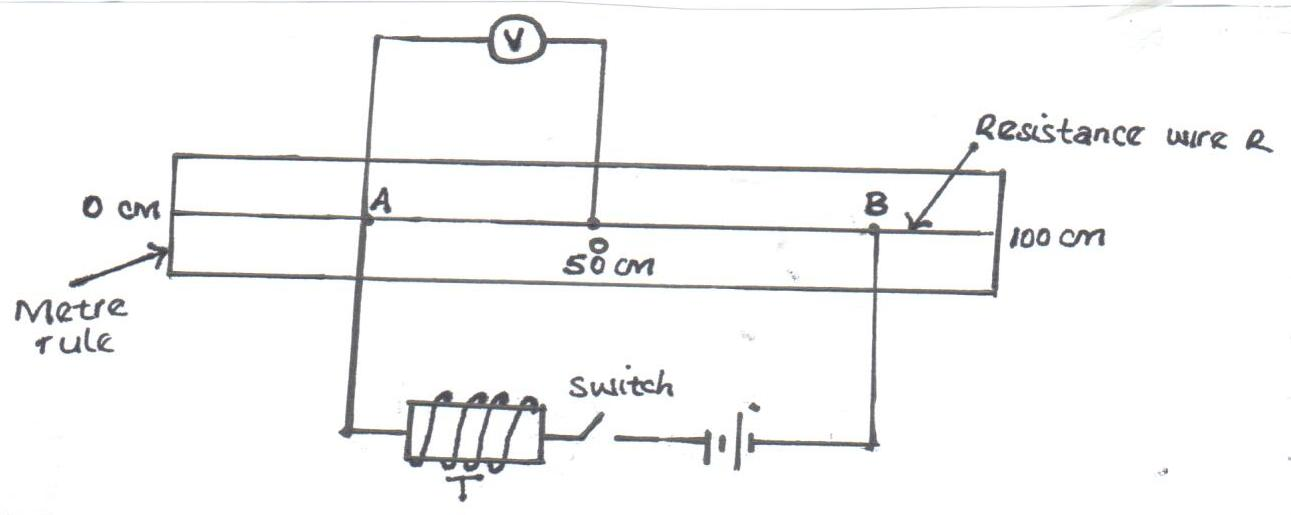 V
Resistance wire R
A
B
0 cm
100 cm
O
50 cm
Metre
rule
Switch
T